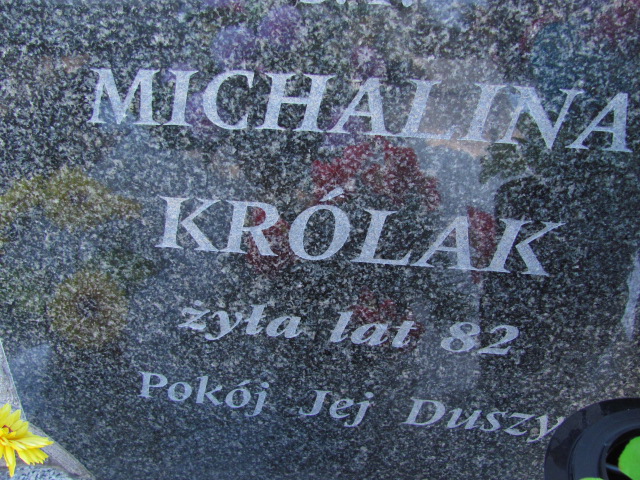 MICHALINA
KRÓLAK
żyła lat 82
Pokój Jej Duszy